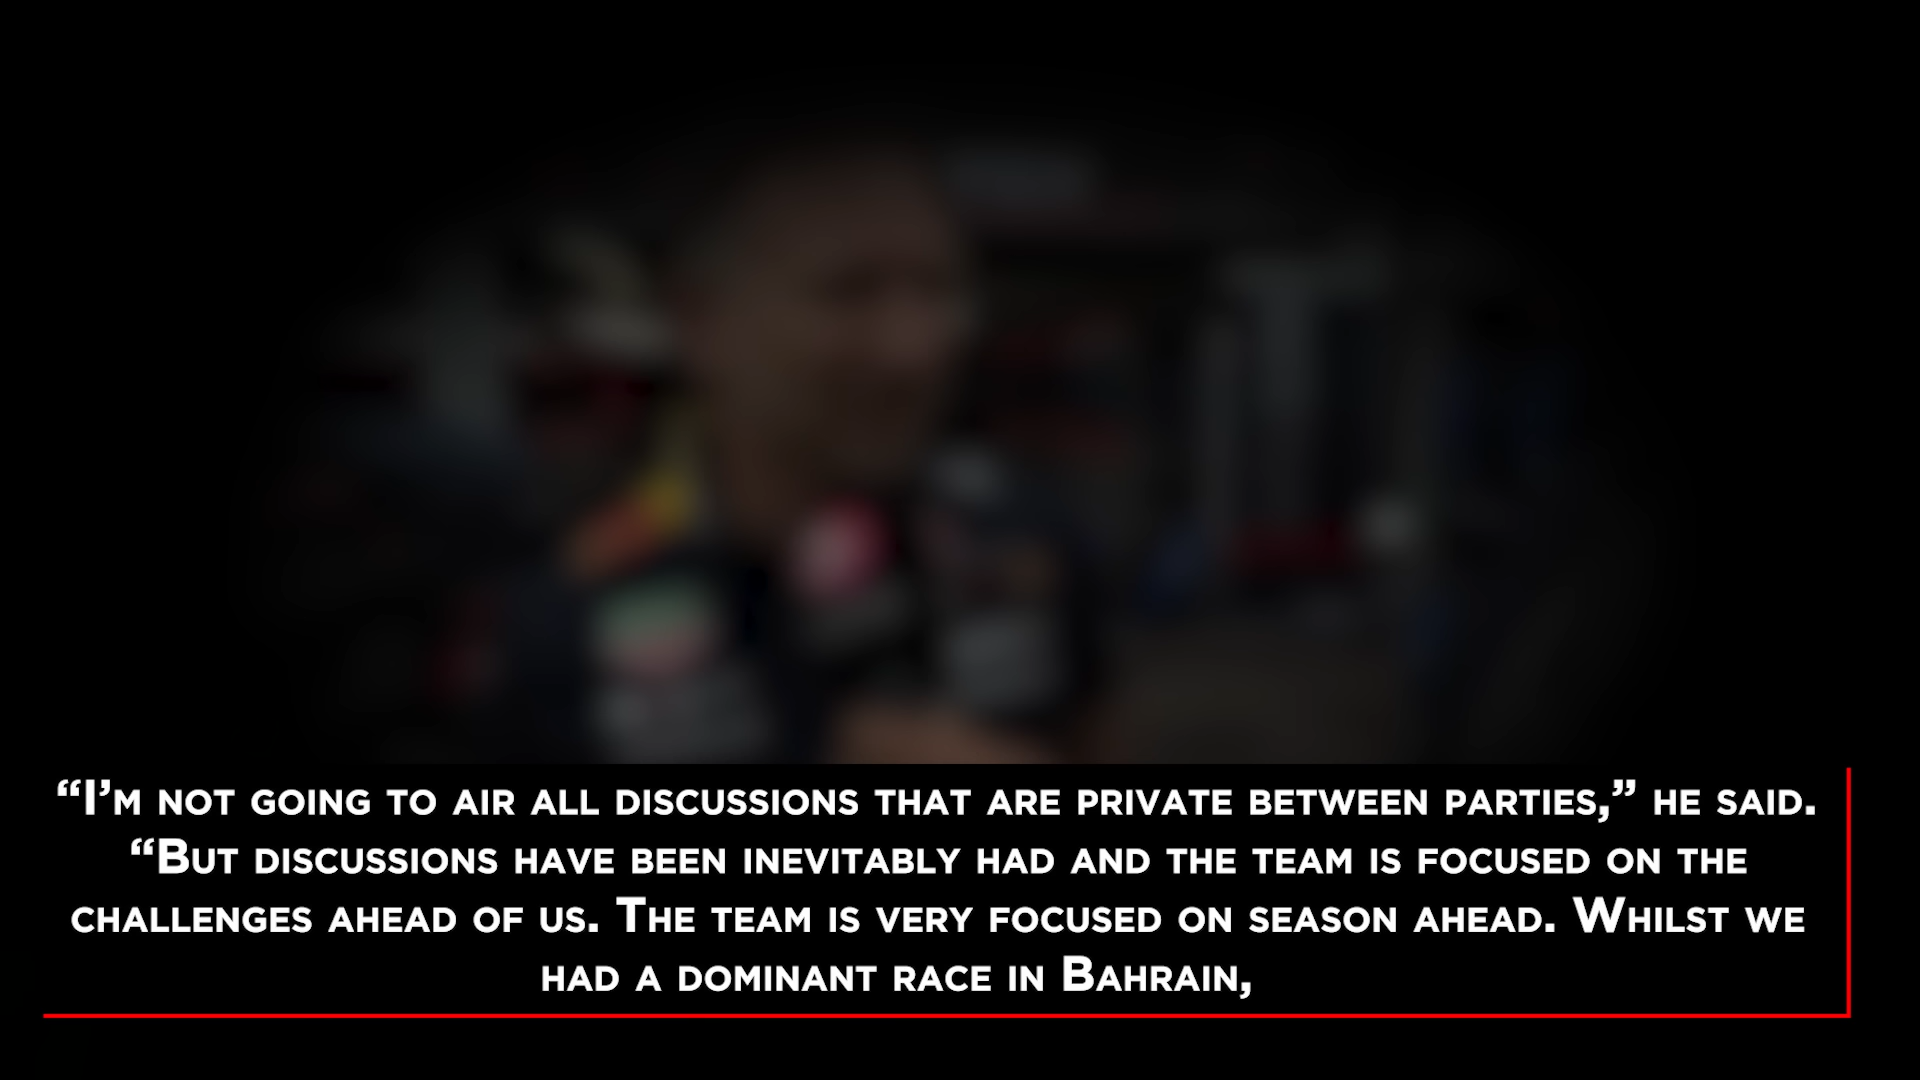 “I’m not going to air all discussions that are private between parties,” he said.
“But discussions have been inevitably had and the team is focused on the
challenges ahead of us. The team is very focused on season ahead. Whilst we
had a dominant race in Bahrain,